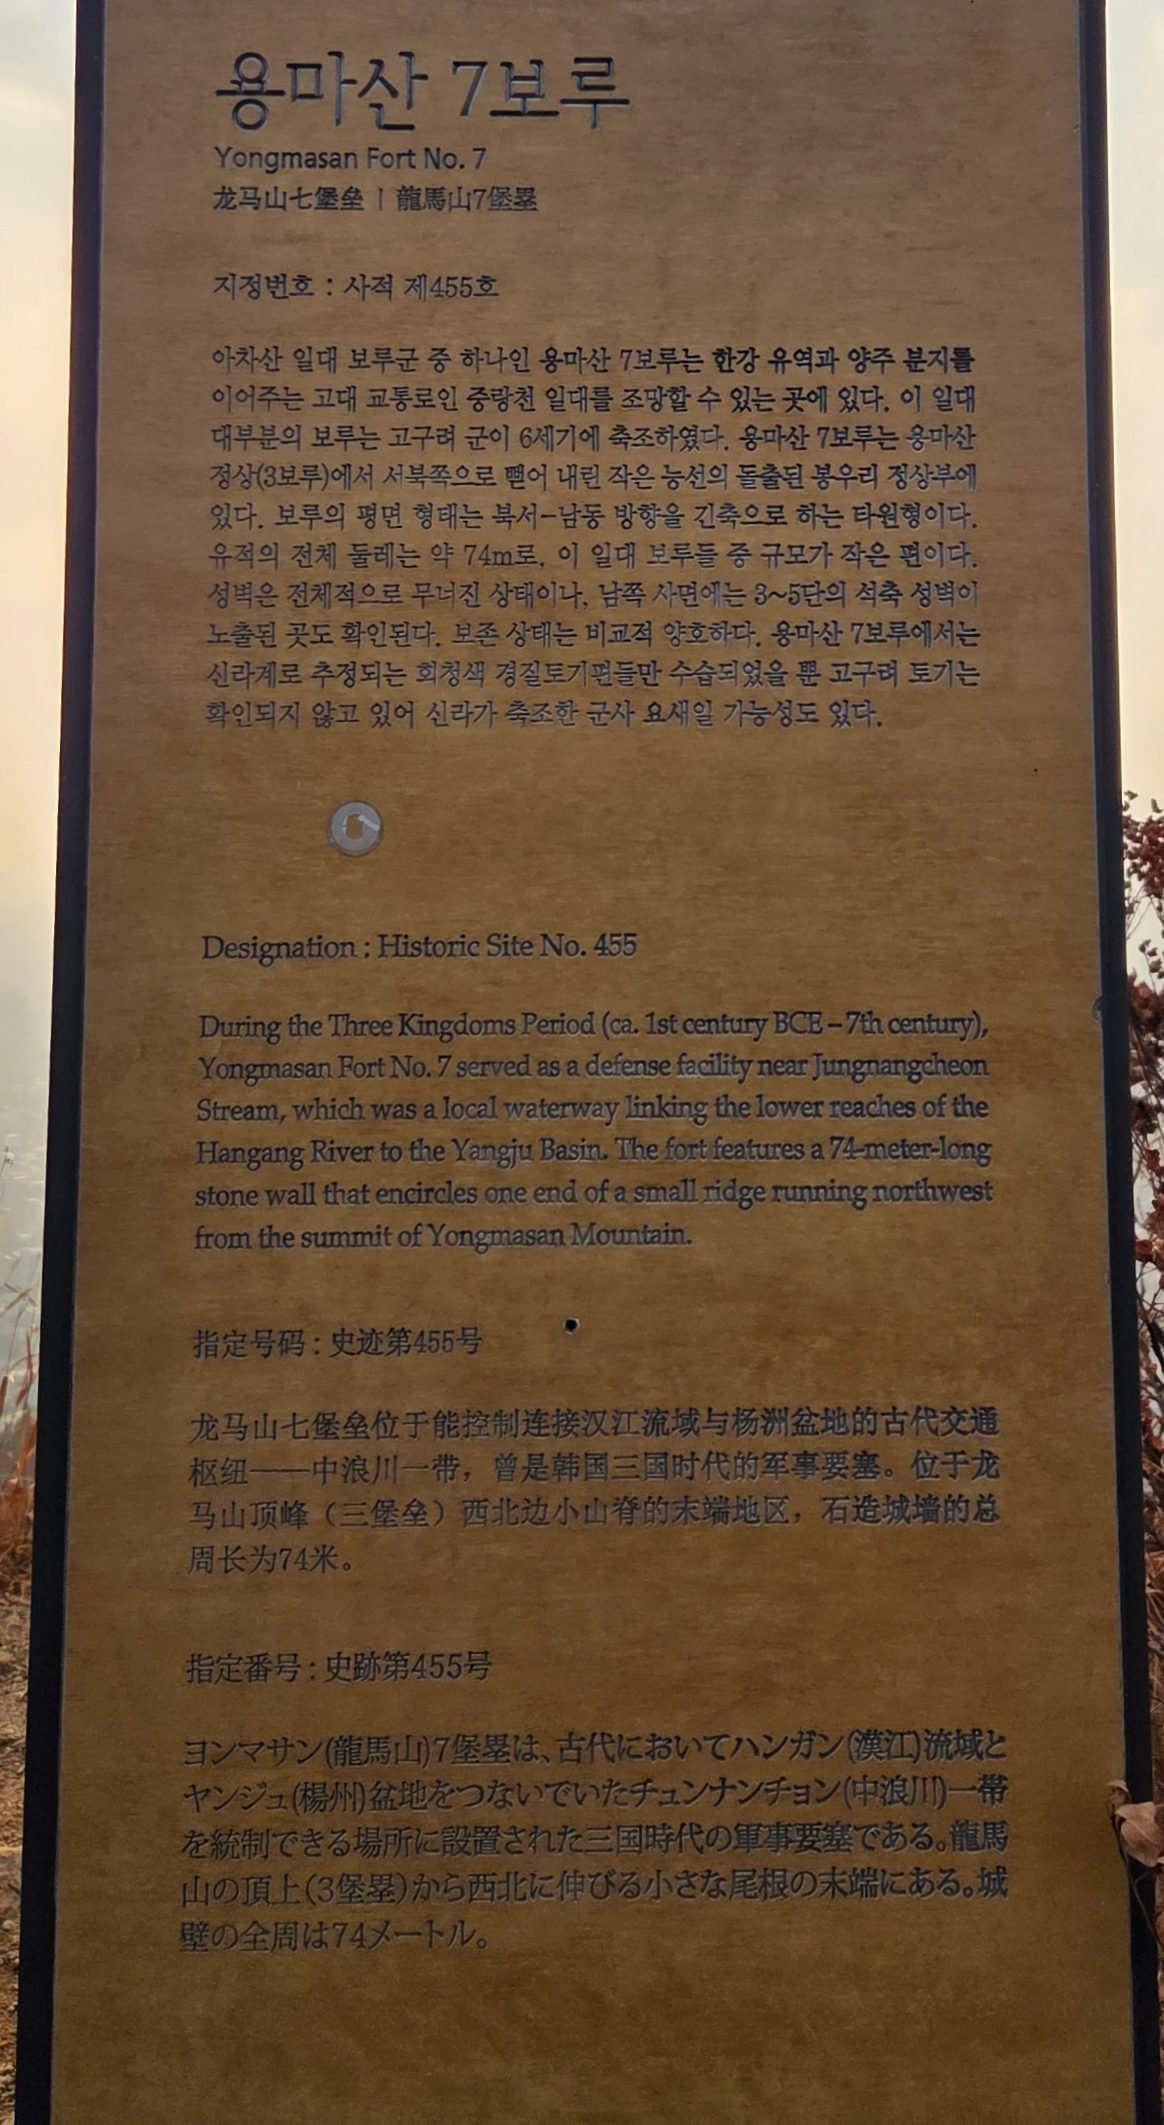 용마산 7보루
Yongmasan Fort No. 7
龙马山七堡垒 | 龍馬山7堡塁
지정번호 : 사적 제455호
아차산 일대 보루군 중 하나인 용마산 7보루는 한강 유역과 양주 분지를
이어주는 고대 교통로인 중랑천 일대를 조망할 수 있는 곳에 있다. 이 일대
대부분의 보루는 고구려 군이 6세기에 축조하였다. 용마산 7보루는 용마산
정상(3보루)에서 서북쪽으로 뻗어 내린 작은 능선의 돌출된 봉우리 정상부에
있다. 보루의 평면 형태는 북서-남동 방향을 긴축으로 하는 타원형이다.
유적의 전체 둘레는 약 74m로, 이 일대 보루들 중 규모가 작은 편이다.
성벽은 전체적으로 무너진 상태이나, 남쪽 사면에는 3~5단의 석축 성벽이
노출된 곳도 확인된다. 보존 상태는 비교적 양호하다. 용마산 7보루에서는
신라계로 추정되는 회청색 경질토기편들만 수습되었을 뿐 고구려 토기는
확인되지 않고 있어 신라가 축조한 군사 요새일 가능성도 있다.
Designation : Historic Site No. 455
During the Three Kingdoms Period (ca. 1st century BCE – 7th century),
Yongmasan Fort No. 7 served as a defense facility near Jungnangcheon
Stream, which was a local waterway linking the lower reaches of the
Hangang River to the Yangju Basin. The fort features a 74-meter-long
stone wall that encircles one end of a small ridge running northwest
from the summit of Yongmasan Mountain.
指定号码 : 史迹第455号
龙马山七堡垒位于能控制连接汉江流域与杨洲盆地的古代交通
枢纽——中浪川一带，曾是韩国三国时代的军事要塞。位于龙
马山顶峰（三堡垒）西北边小山脊的末端地区，石造城墙的总
周长为74米。
指定番号 : 史跡第455号
ヨンマサン(龍馬山)7堡塁は、古代においてハンガン(漢江)流域と
ヤンジュ(楊州)盆地をつないでいたチュンナンチョン(中浪川)一帯
を統制できる場所に設置された三国時代の軍事要塞である。龍馬
山の頂上(3堡塁)から西北に伸びる小さな尾根の末端にある。城
壁の全周は74メートル。